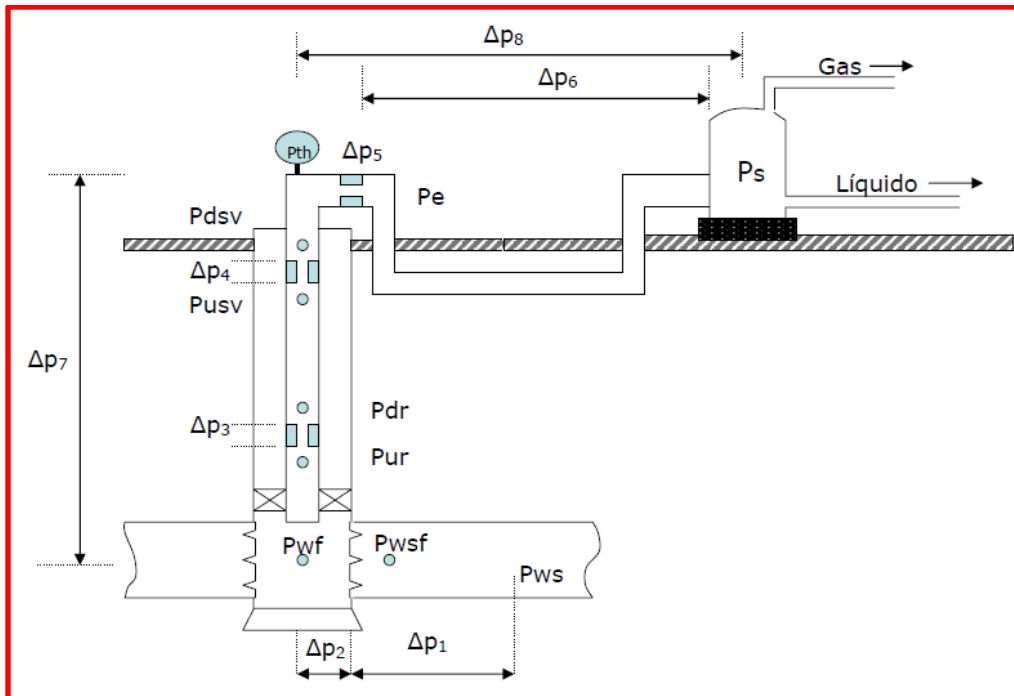 Δp8
Gas
Δp6
Pth
Δp5
Ps
Pe
Líquido
Pdsv
Δp4
Pusv
Δp7
Pdr
Δp3
Pur
Pwf
Pwsf
Pws
Δp2
Δp1